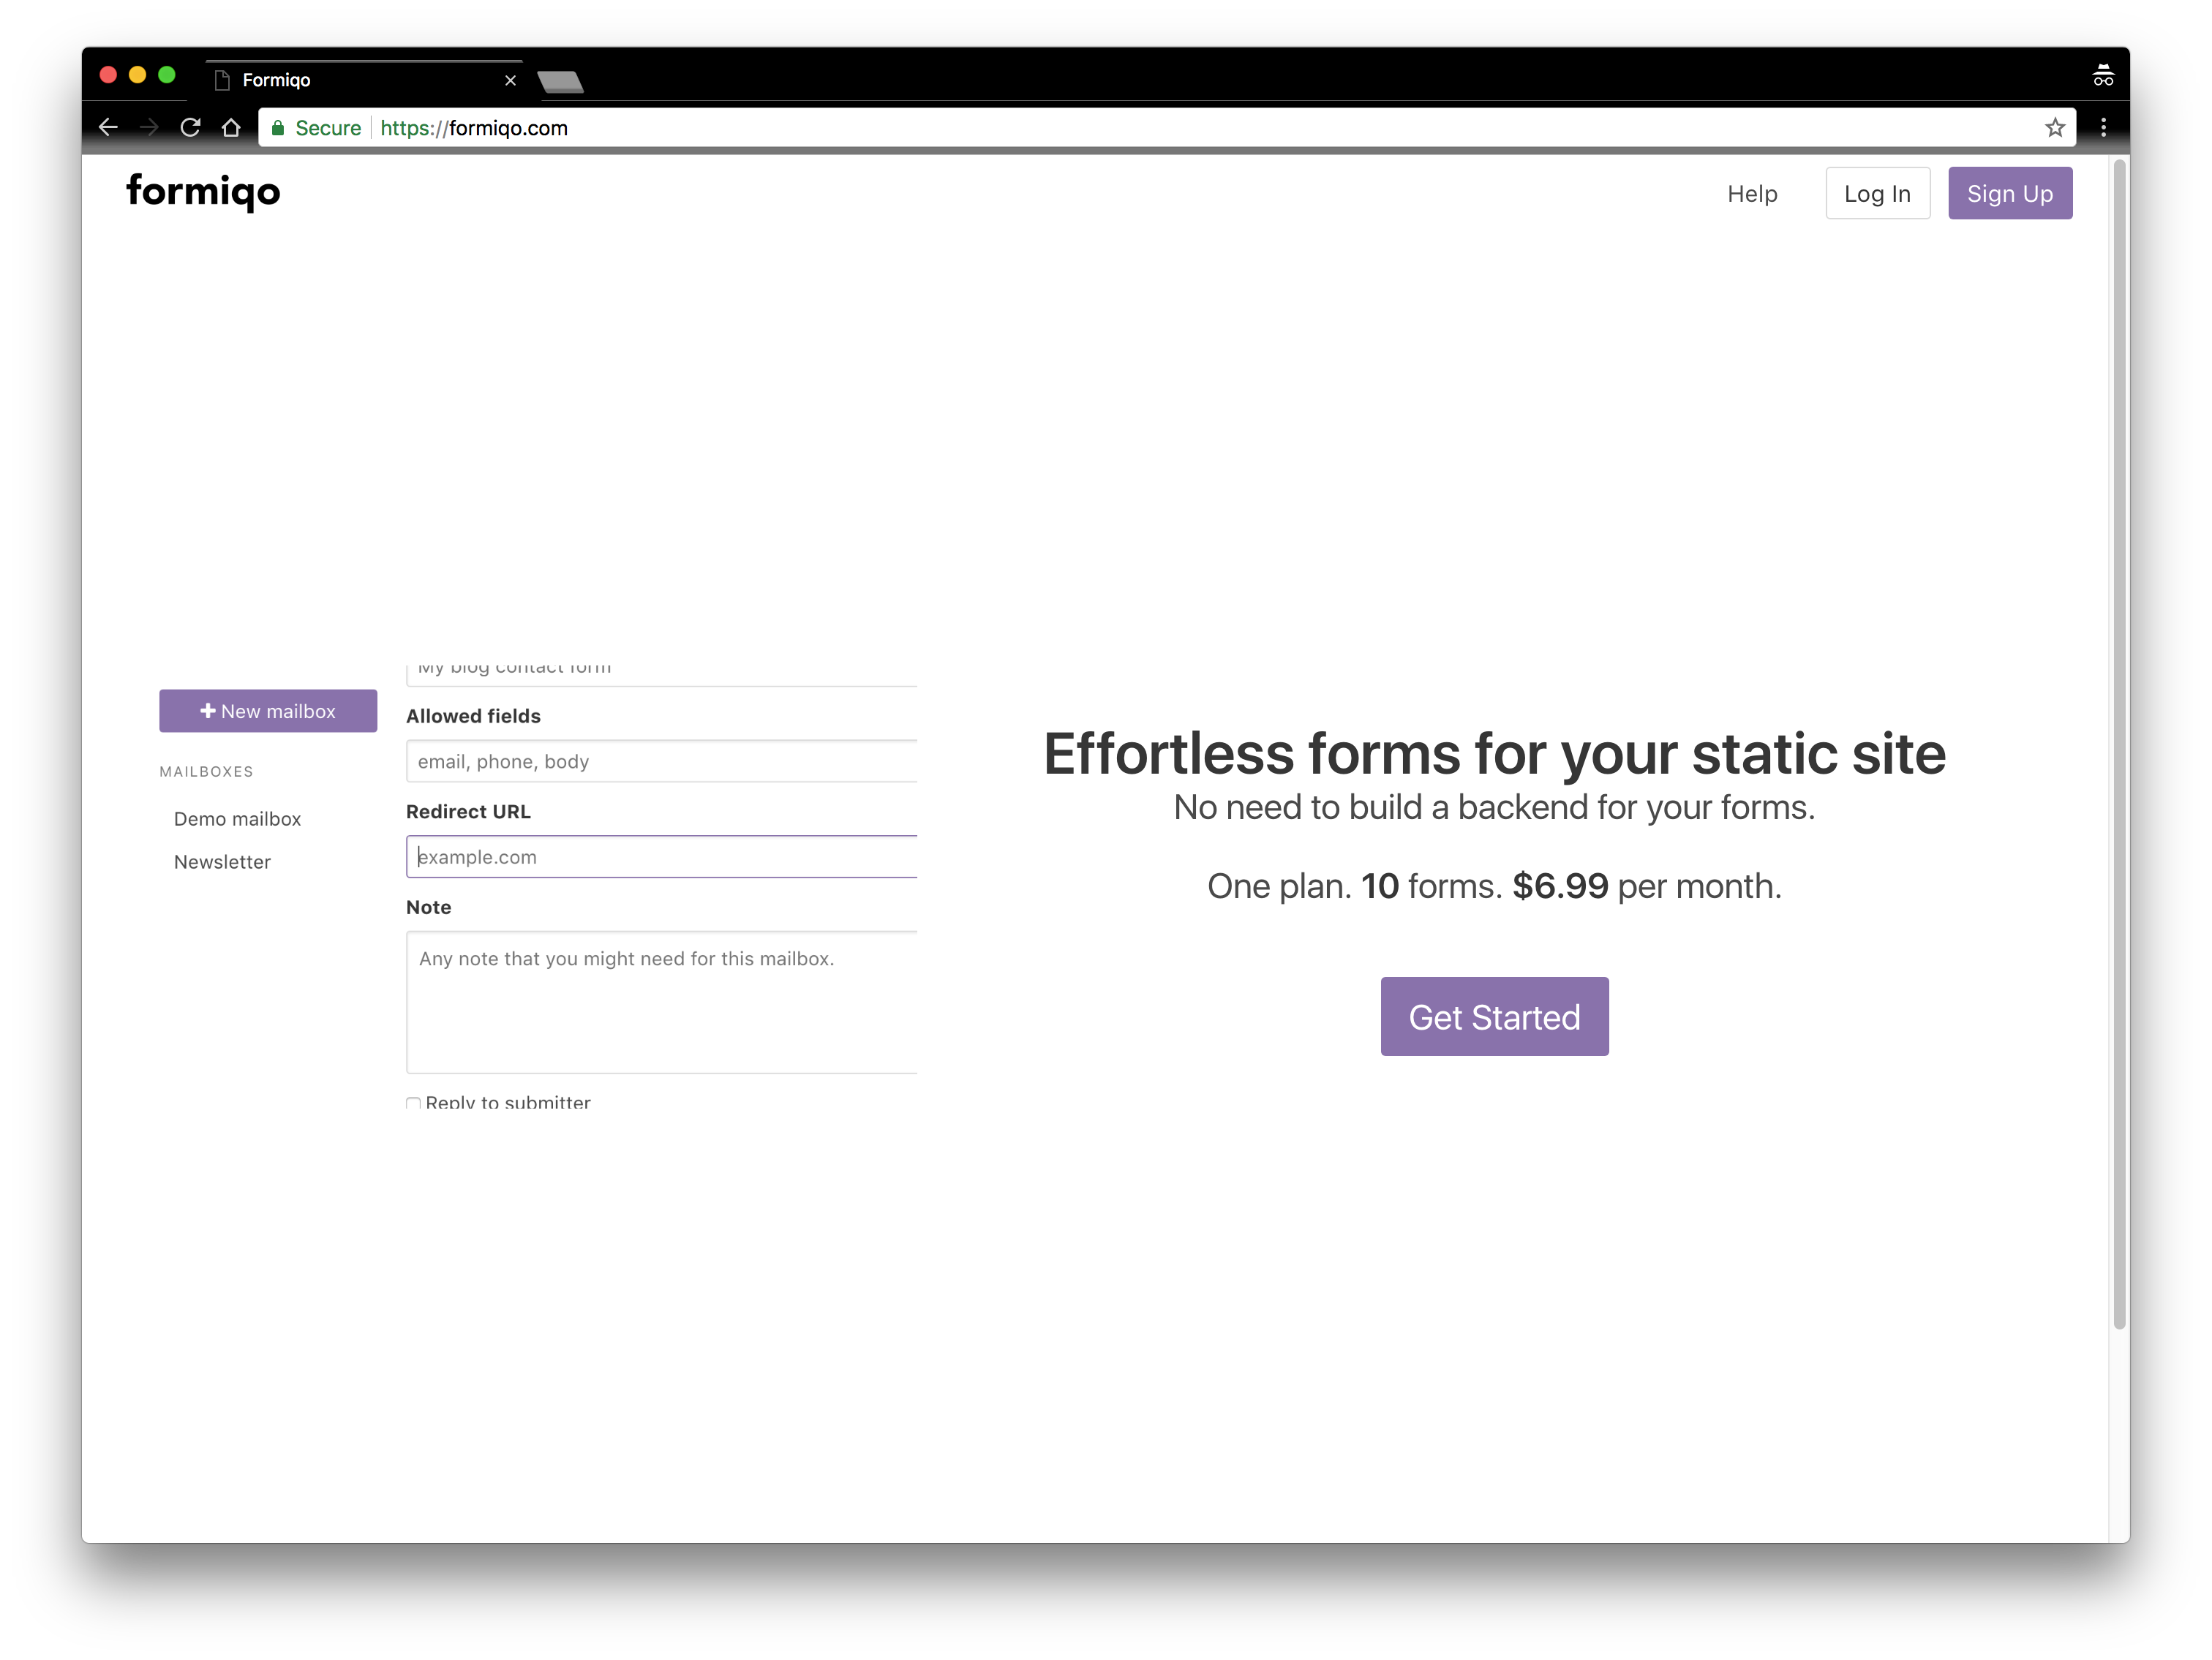 Formiqo
Secure https://formiqo.com
formiqo
Help
Log In
Sign Up
My blog contact form
New mailbox
MAILBOXES
Demo mailbox
Newsletter
Allowed fields
email, phone, body
Redirect URL
example.com
Note
Any note that you might need for this mailbox.
Reply to submitter
Effortless forms for your static site
No need to build a backend for your forms.
One plan. 10 forms. $6.99 per month.
Get Started